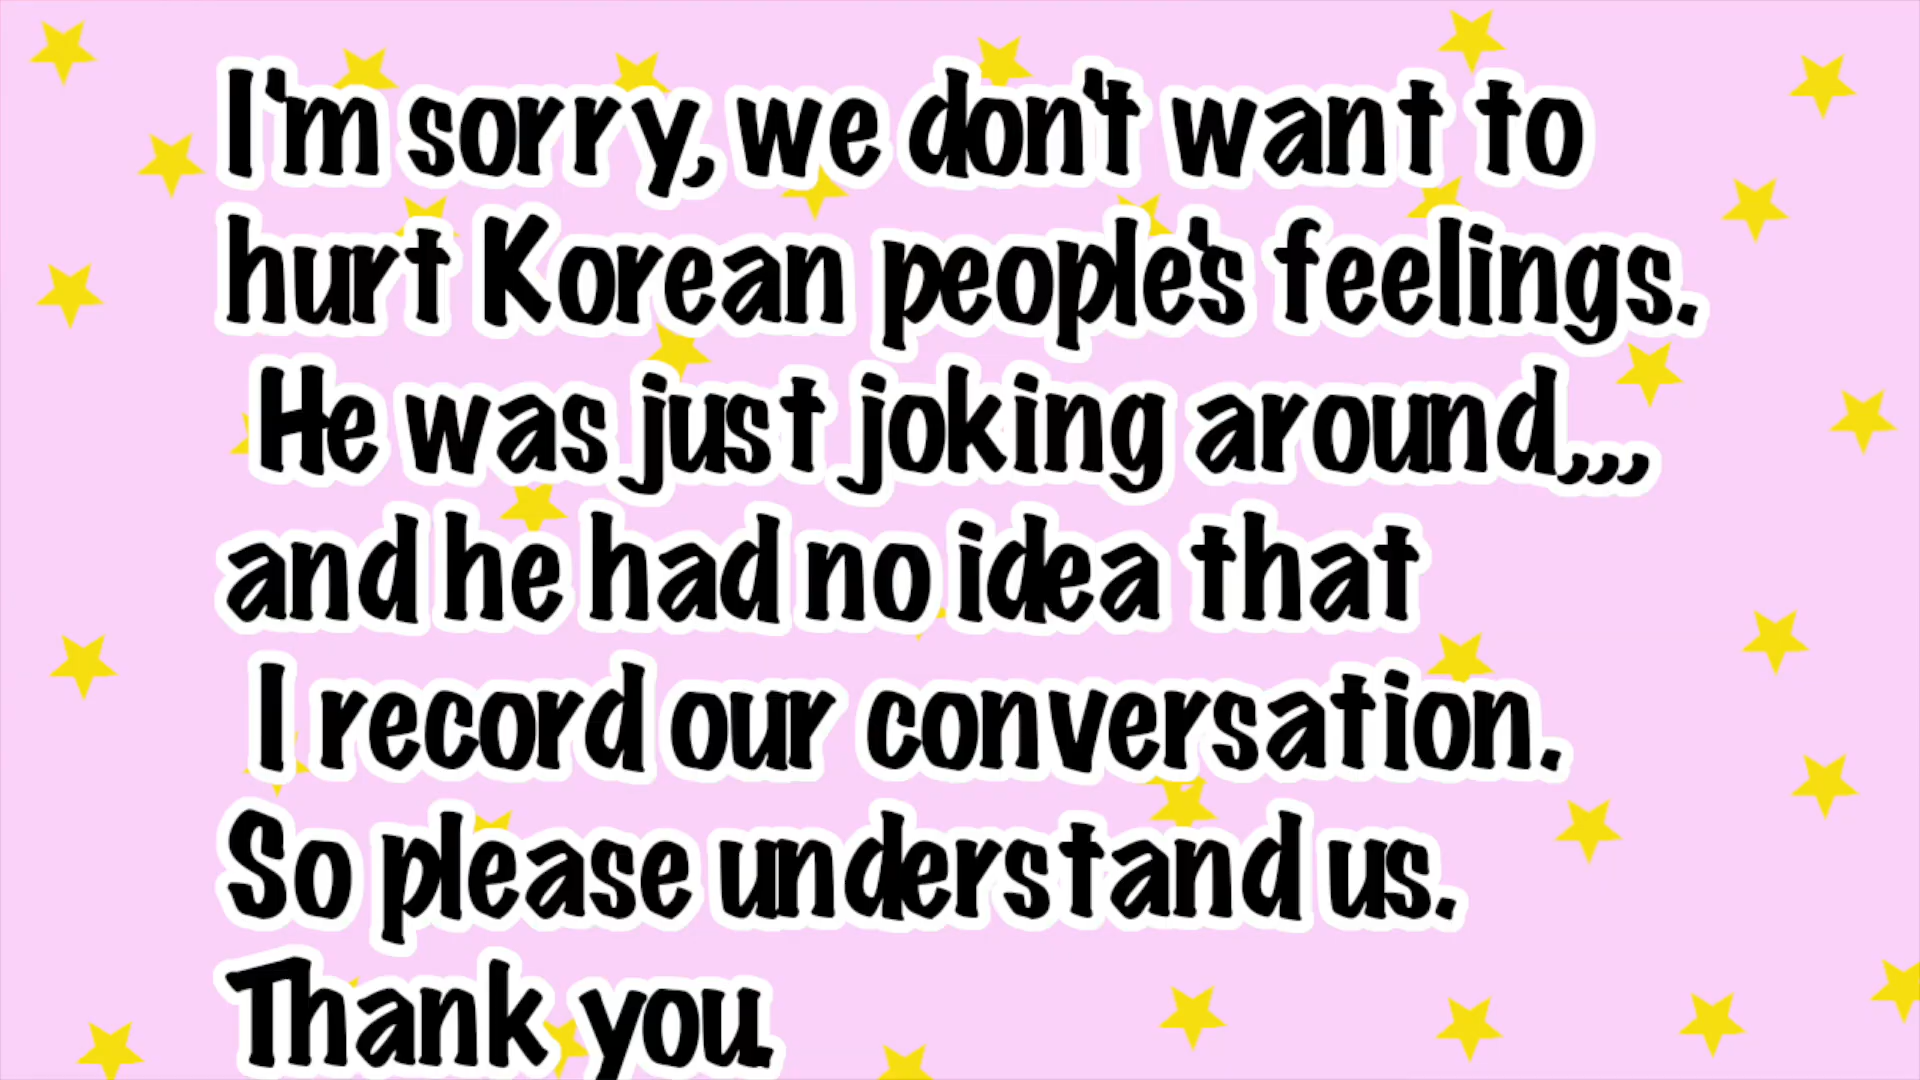 I'm sorry, we don't want to
hurt Korean people's feelings.
He was just joking around,,,
and he had no idea that
I record our conversation.
So please understand us.
Thank you.